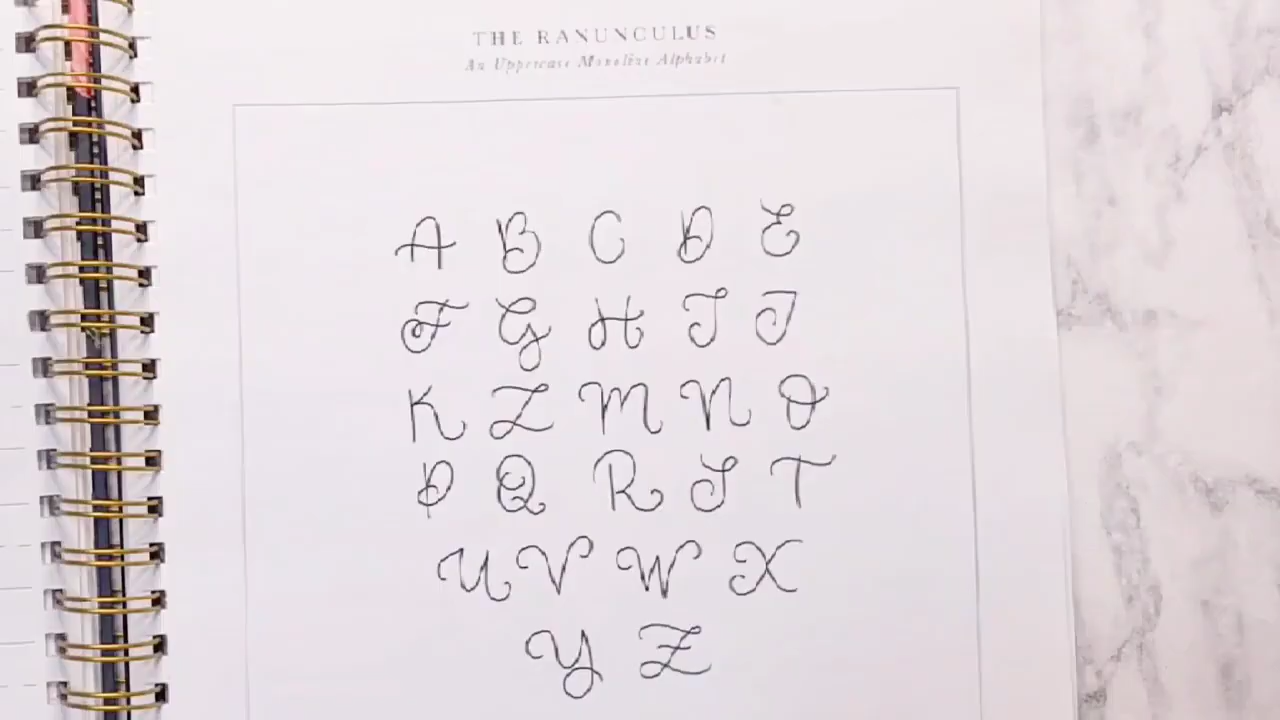 THE RANUNCULUS
An Uppercase Monoline Alphabet
A B C D E
F G H I J
K L M N O
P Q R S T
U V W X
Y Z